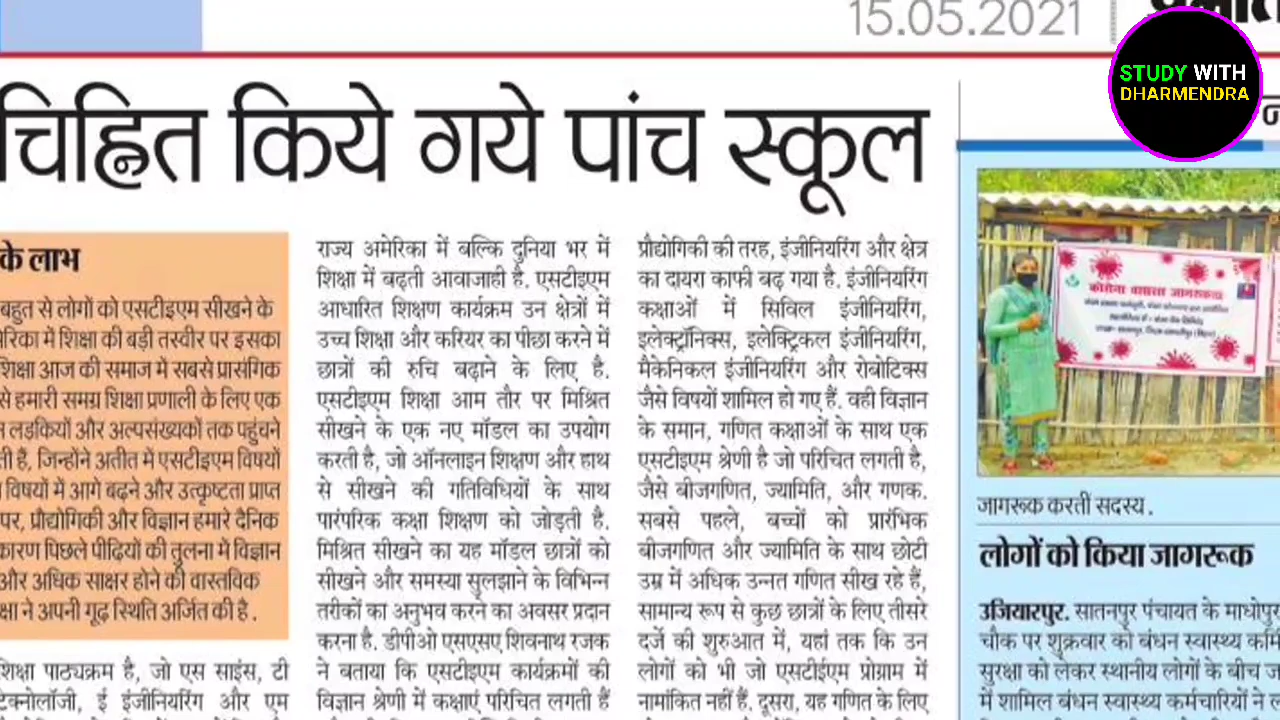 15.05.2021
STUDY WITH
DHARMENDRA
चिह्नित किये गये पांच स्कूल
के लाभ
बहुत से लोगों को एसटीइएम सीखने के
में शिक्षा की बड़ी तस्वीर पर इसका
शिक्षा आज की समाज में सबसे प्रासंगिक
से हमारी समग्र शिक्षा प्रणाली के लिए एक
लडकियों और अल्पसंख्यकों तक पहुंचने
हैं, जिन्होंने अतीत में एसटीइएम विषयों
विषयों में आगे बढ़ने और उत्कृष्टता प्राप्त
पर, प्रौद्योगिकी और विज्ञान हमारे दैनिक
कारण पिछले पीढ़ियों की तुलना में विज्ञान
और अधिक साक्षर होने की वास्तविक
ने अपनी गूढ़ स्थिति अर्जित की है.
शिक्षा पाठ्यक्रम है, जो एस साइंस, टी
टेक्नोलॉजी, ई इंजीनियरिंग और एम
राज्य अमेरिका में बल्कि दुनिया भर में
शिक्षा में बढ़ती आवाजाही है. एसटीइएम
आधारित शिक्षण कार्यक्रम उन क्षेत्रों में
उच्च शिक्षा और करियर का पीछा करने में
छात्रों की रुचि बढ़ाने के लिए है.
एसटीइएम शिक्षा आम तौर पर मिश्रित
सीखने के एक नए मॉडल का उपयोग
करती है, जो ऑनलाइन शिक्षण और हाथ
से सीखने की गतिविधियों के साथ
पारंपरिक कक्षा शिक्षण को जोड़ती है.
मिश्रित सीखने का यह मॉडल छात्रों को
सीखने और समस्या सुलझाने के विभिन्न
तरीकों का अनुभव करने का अवसर प्रदान
करना है. डीपीओ एसएसए शिवनाथ रजक
ने बताया कि एसटीइएम कार्यक्रमों की
विज्ञान श्रेणी में कक्षाएं परिचित लगती हैं
प्रौद्योगिकी की तरह, इंजीनियरिंग और क्षेत्र
का दायरा काफी बढ़ गया है. इंजीनियरिंग
कक्षाओं में सिविल इंजीनियरिंग,
इलेक्ट्रॉनिक्स, इलेक्ट्रिकल इंजीनियरिंग,
मैकेनिकल इंजीनियरिंग और रोबोटिक्स
जैसे विषयों शामिल हो गए हैं. वही विज्ञान
के समान, गणित कक्षाओं के साथ एक
एसटीइएम श्रेणी है जो परिचित लगती है,
जैसे बीजगणित, ज्यामिति, और गणक.
सबसे पहले, बच्चों को प्रारंभिक
बीजगणित और ज्यामिति के साथ छोटी
उम्र में अधिक उन्नत गणित सीख रहे हैं,
सामान्य रूप से कुछ छात्रों के लिए तीसरे
दर्जे की शुरुआत में, यहां तक कि उन
लोगों को भी जो एसटीईएम प्रोग्राम में
नामांकित नहीं हैं. दूसरा, यह गणित के लिए
कोरोना वायरस जागरूकता
जागरूक करतीं सदस्य.
लोगों को किया जागरूक
उजियारपुर. सातनपुर पंचायत के
चौक पर शुक्रवार को बंधन स्वास्थ्य
सुरक्षा को लेकर स्थानीय लोगों के बीच
में शामिल बंधन स्वास्थ्य कर्मचारियों ने